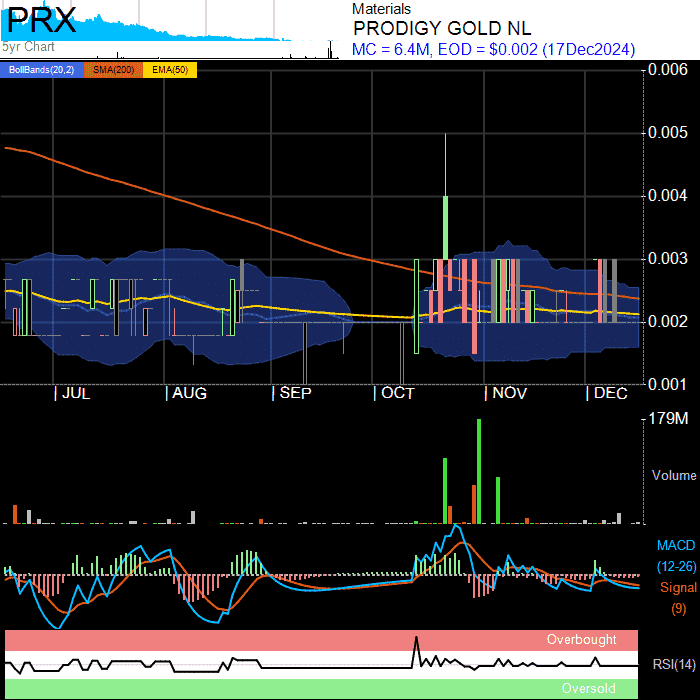 PRX
5yr Chart
Materials
PRODIGY GOLD NL
MC = 6.4M, EOD = $0.002 (17Dec2024)
BollBands(20,2) SMA(200) EMA(50)
0.006
0.005
0.004
0.003
0.002
0.001
JUL AUG SEP OCT NOV DEC
179M
Volume
MACD
(12-26)
Signal
(9)
Overbought
RSI(14)
Oversold